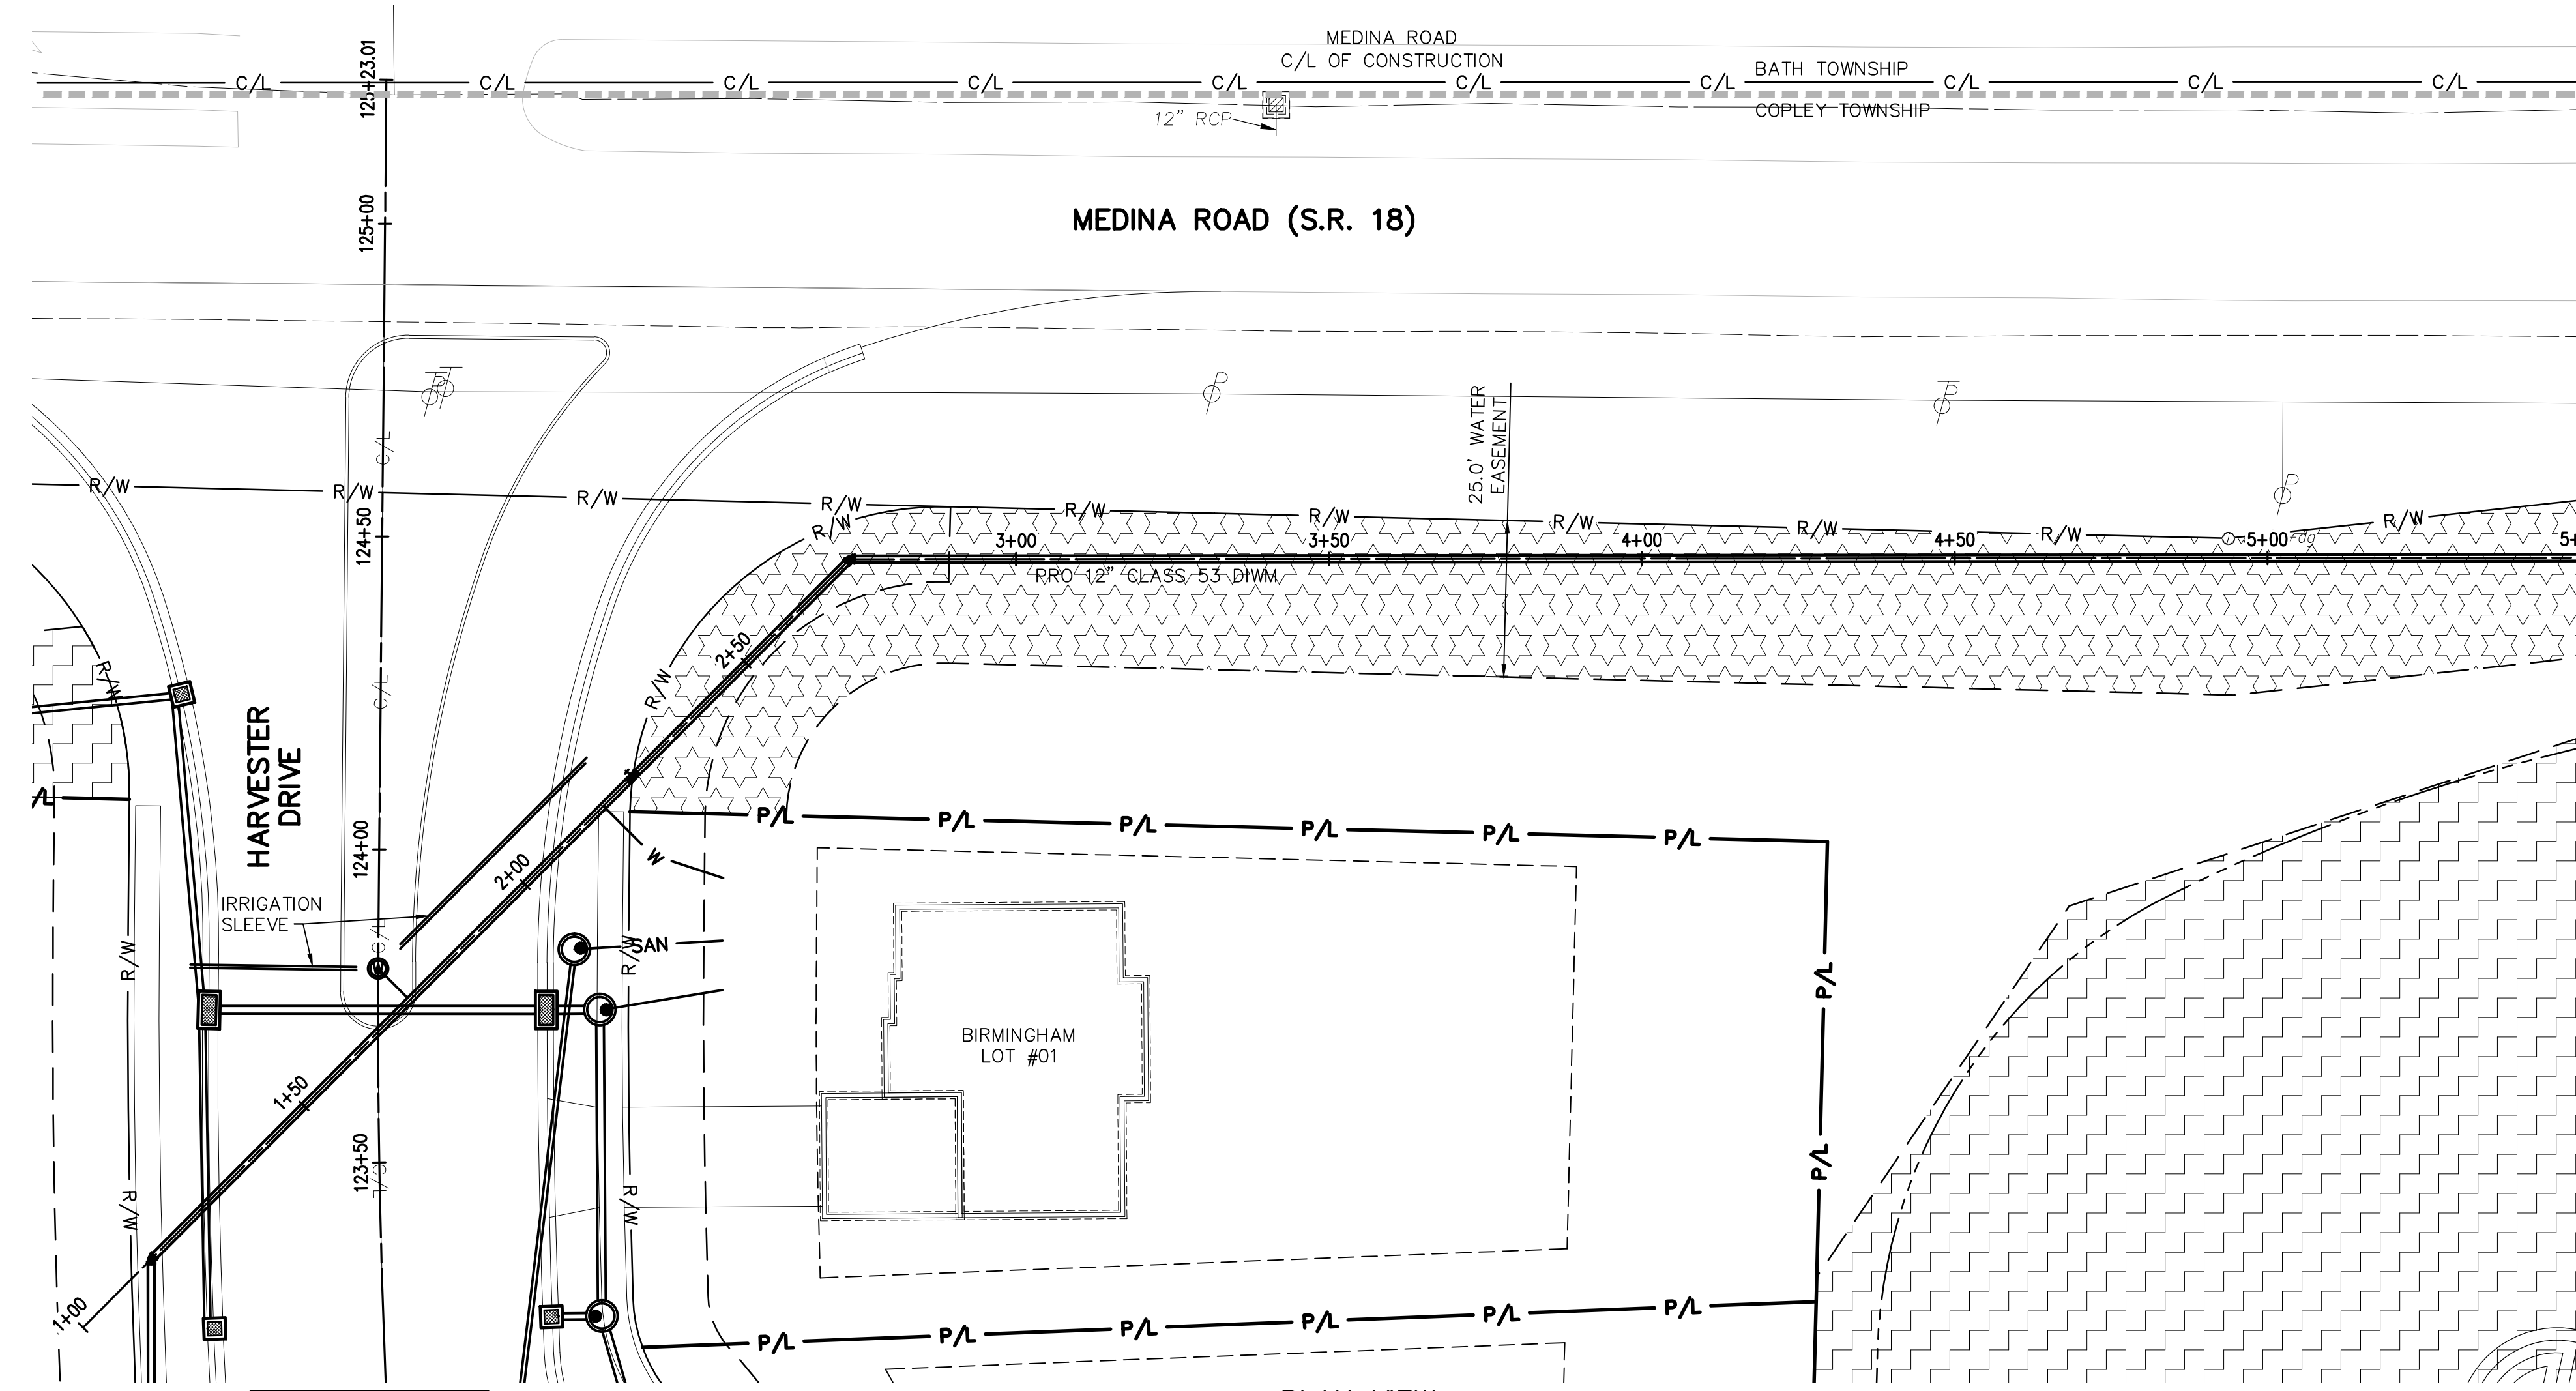 MEDINA ROAD
C/L OF CONSTRUCTION
BATH TOWNSHIP
C/L C/L C/L C/L C/L C/L C/L C/L C/L C/L
COPLEY TOWNSHIP
12" RCP
125+23.01
125+00
MEDINA ROAD (S.R. 18)
P
P
P
P
25.0' WATER
EASEMENT
C/L
R/W R/W R/W R/W R/W R/W R/W R/W R/W R/W
R/W
124+50
3+00 3+50 4+00 4+50 5+00
PRO 12" CLASS 53 DIWM
2+50
R/W
R/W
C/L
HARVESTER
DRIVE
P/L P/L P/L P/L P/L P/L
124+00
2+00
W
IRRIGATION
SLEEVE
C/L
R/W
R/W
SAN
W
P/L
BIRMINGHAM
LOT #01
1+50
123+50
C/L
P/L
R/W
R/W
1+00
P/L P/L P/L P/L P/L P/L